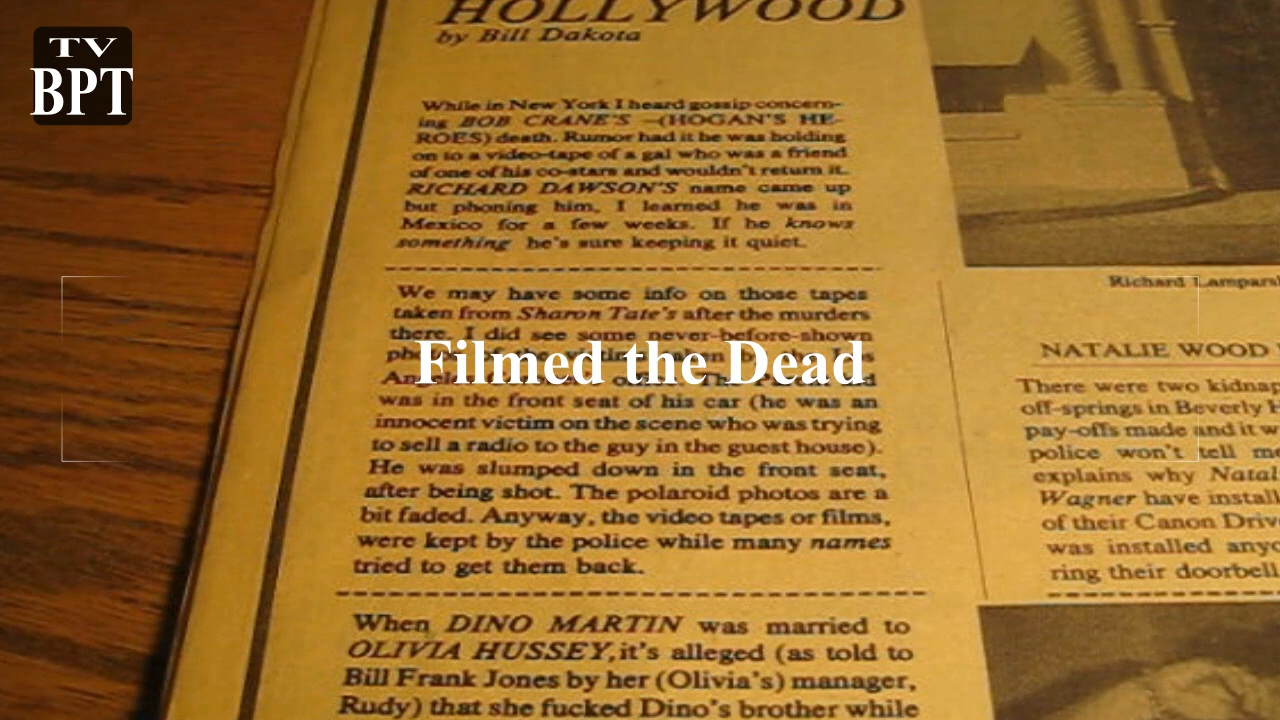 TV
BPT
HOLLYWOOD
by Bill Dakota
While in New York I heard gossip concern-
ing BOB CRANE'S —(HOGAN'S HE-
ROES) death. Rumor had it he was holding
on to a video-tape of a gal who was a friend
of one of his co-stars and wouldn't return it.
RICHARD DAWSON'S name came up
but phoning him, I learned he was in
Mexico for a few weeks. If he knows
something he's sure keeping it quiet.
We may have some info on those tapes
taken from Sharon Tate's after the murders
there. I did see some never-before-shown
Filmed the Dead
was in the front seat of his car (he was an
innocent victim on the scene who was trying
to sell a radio to the guy in the guest house).
He was slumped down in the front seat,
after being shot. The polaroid photos are a
bit faded. Anyway, the video tapes or films,
were kept by the police while many names
tried to get them back.
When DINO MARTIN was married to
OLIVIA HUSSEY, it's alleged (as told to
Bill Frank Jones by her (Olivia's) manager,
Rudy) that she fucked Dino's brother while
Richard
NATALIE WOOD
There were two
off-springs in Beverly
pay-offs made and it
police won't tell
explains why
Wagner have
of their Canon
was installed
ring their doorbell